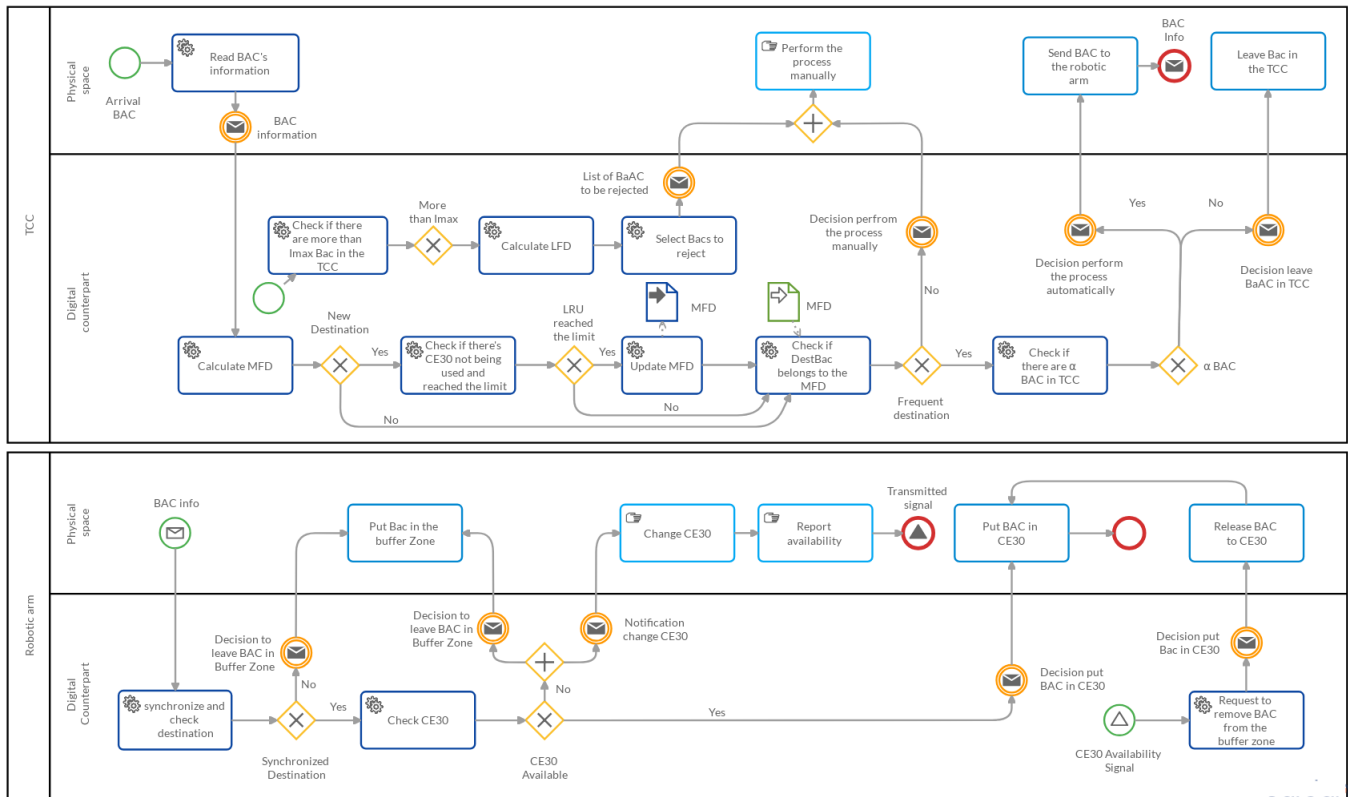 TCC
Physical
space
Arrival
BAC
Read BAC's
information
BAC
information
Perform the
process
manually
Send BAC to
the robotic
arm
BAC
Info
Leave Bac in
the TCC
Digital
counterpart
Check if there
are more than
Imax Bac in the
TCC
More
than Imax
Calculate LFD
Select Bacs to
reject
List of BaAC
to be rejected
Decision perfrom
the process
manually
No
Yes
No
Decision perform
the process
automatically
Decision leave
BaAC in TCC
Calculate MFD
New
Destination
Yes
No
Check if there's
CE30 not being
used and
reached the limit
LRU
reached
the limit
Yes
No
Update MFD
MFD
MFD
Check if
DestBac
belongs to the
MFD
Frequent
destination
Yes
Check if
there are α
BAC in TCC
α BAC
Robotic arm
Physical
space
BAC info
Put Bac in the
buffer Zone
Change CE30
Report
availability
Transmitted
signal
Put BAC in
CE30
Release BAC
to CE30
Digital
Counterpart
synchronize and
check
destination
Decision to
leave BAC in
Buffer Zone
No
Yes
Synchronized
Destination
Check CE30
Decision to
leave BAC in
Buffer Zone
Notification
change CE30
No
CE30
Available
Yes
Decision put
BAC in CE30
CE30 Availability
Signal
Decision put
Bac in CE30
Request to
remove BAC
from the
buffer zone